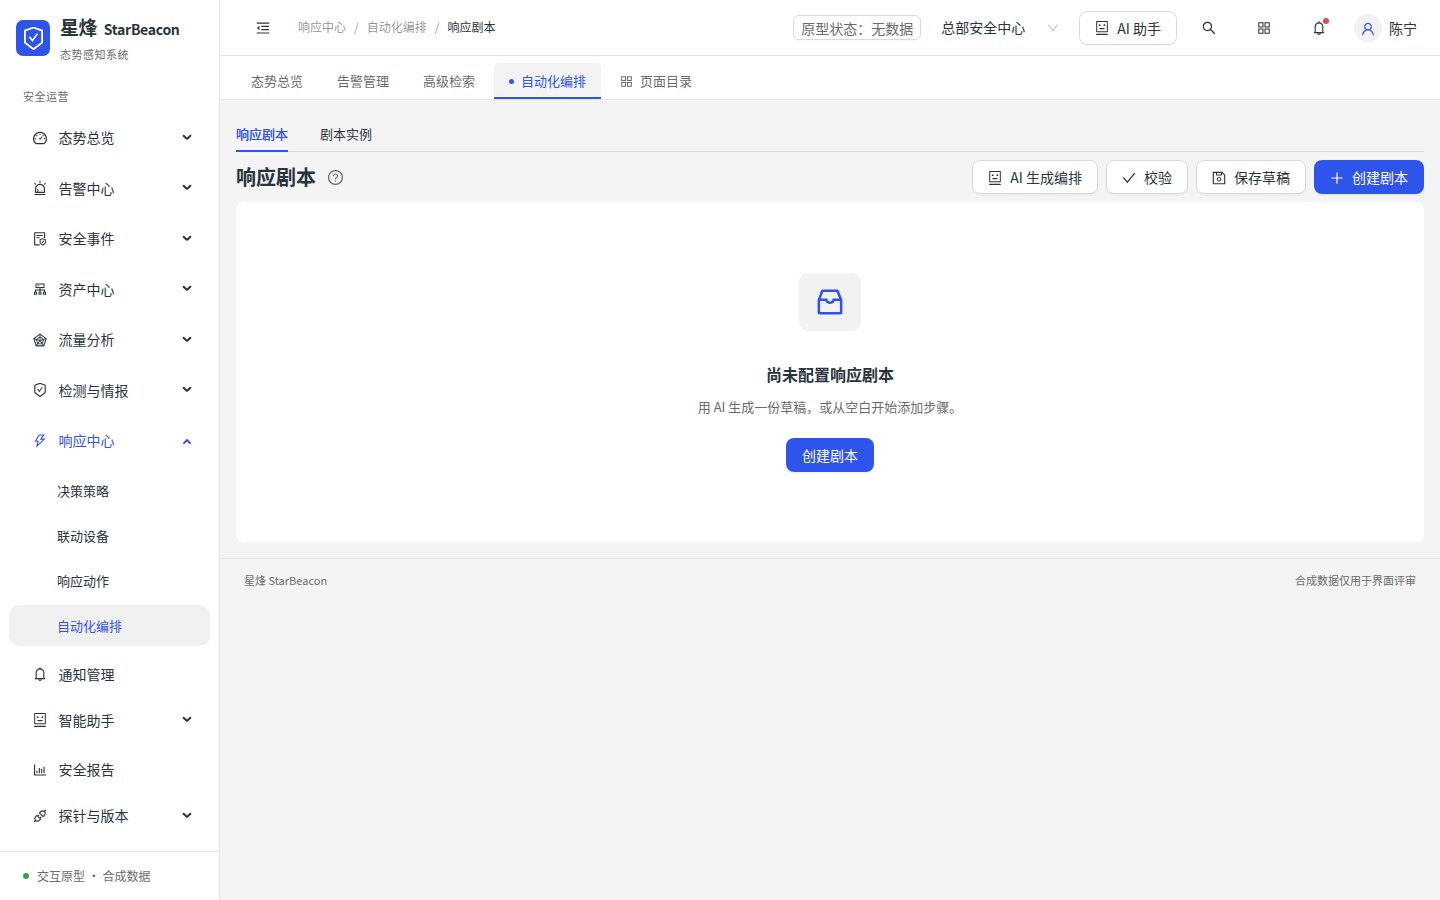 星烽 StarBeacon
态势感知系统
安全运营
态势总览
告警中心
安全事件
资产中心
流量分析
检测与情报
响应中心
决策策略
联动设备
响应动作
自动化编排
通知管理
智能助手
安全报告
探针与版本
交互原型 · 合成数据
响应中心 / 自动化编排 / 响应剧本
原型状态：无数据
总部安全中心
AI 助手
陈宁
态势总览
告警管理
高级检索
自动化编排
页面目录
响应剧本
剧本实例
响应剧本
AI 生成编排
校验
保存草稿
创建剧本
尚未配置响应剧本
用 AI 生成一份草稿，或从空白开始添加步骤。
创建剧本
星烽 StarBeacon
合成数据仅用于界面评审